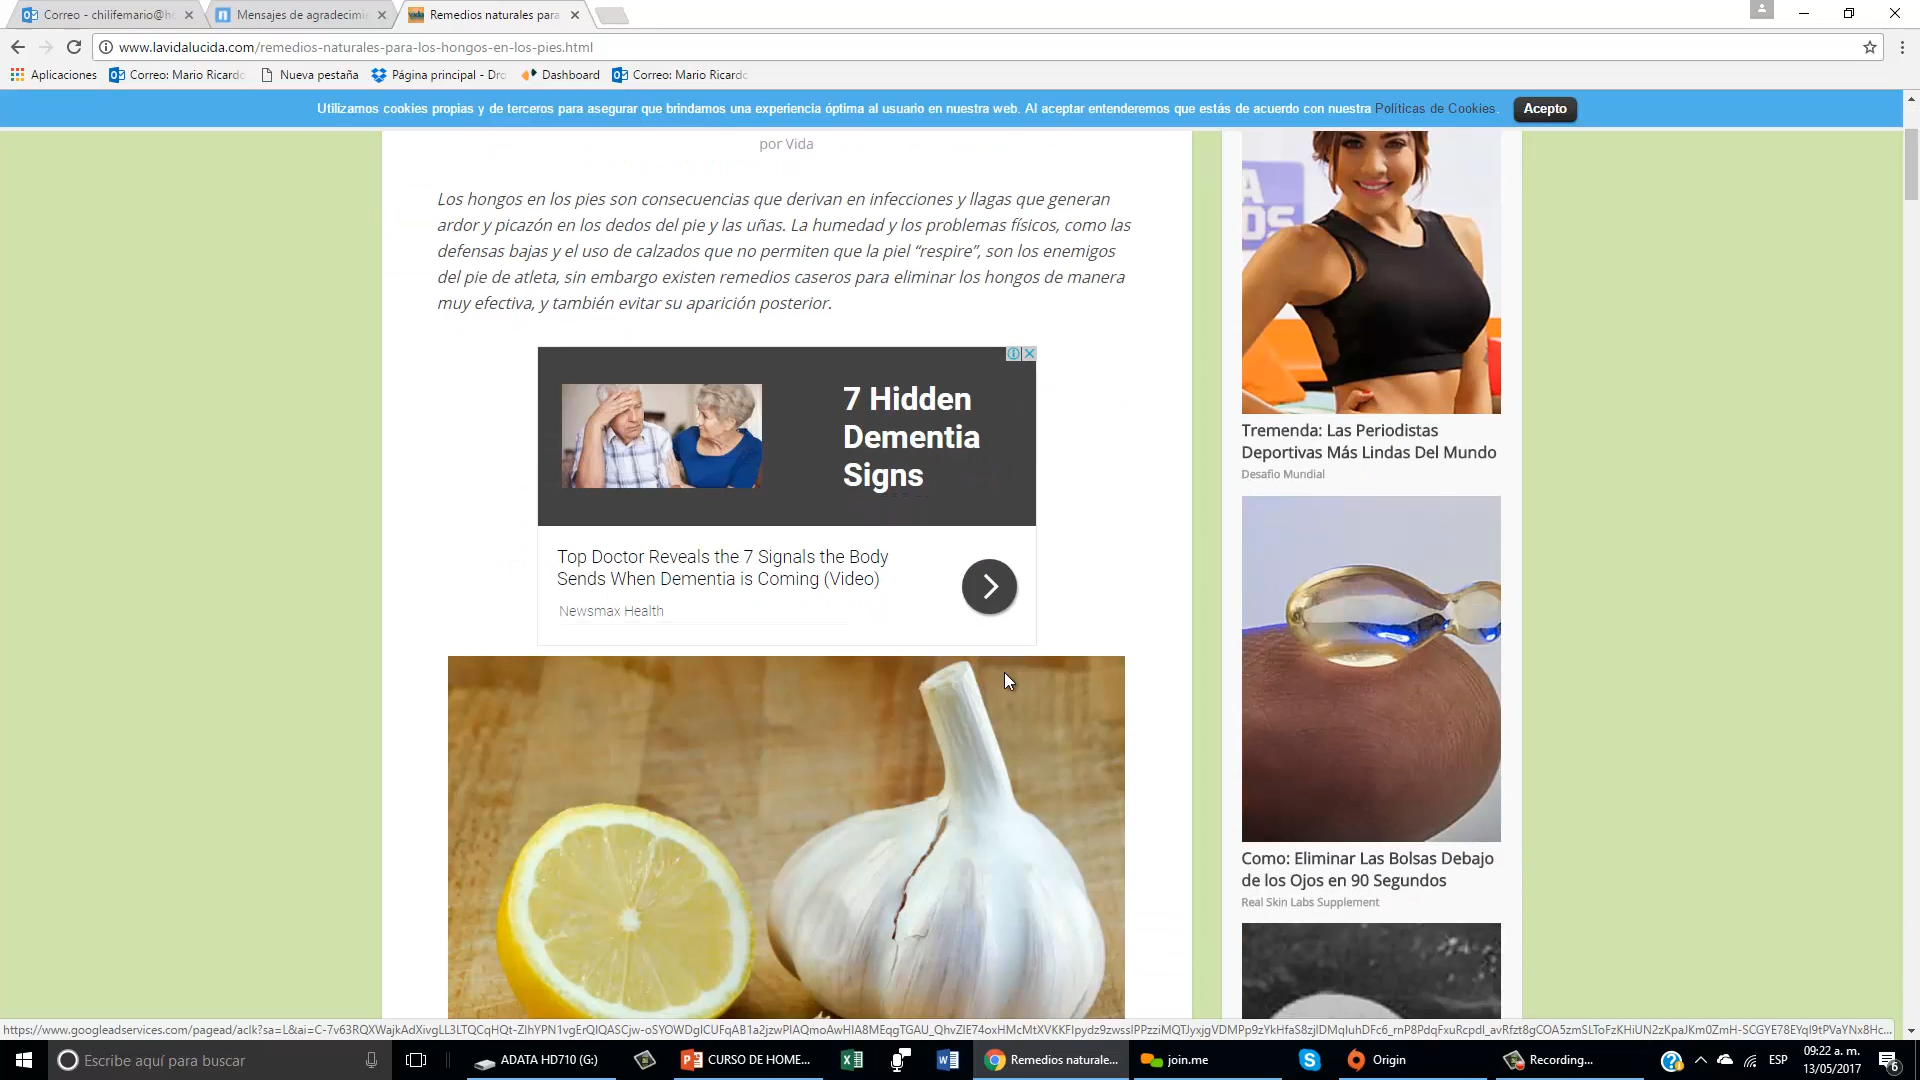 Correo - chilifemario@h
Mensajes de agradecimi
Remedios naturales para
www.lavidalucida.com/remedios-naturales-para-los-hongos-en-los-pies.html
Aplicaciones
Correo: Mario Ricardo
Nueva pestaña
Página principal - Dro
Dashboard
Correo: Mario Ricardo
Utilizamos cookies propias y de terceros para asegurar que brindamos una experiencia óptima al usuario en nuestra web. Al aceptar entenderemos que estás de acuerdo con nuestra Políticas de Cookies.
Acepto
por Vida
Los hongos en los pies son consecuencias que derivan en infecciones y llagas que generan
ardor y picazón en los dedos del pie y las uñas. La humedad y los problemas físicos, como las
defensas bajas y el uso de calzados que no permiten que la piel “respire”, son los enemigos
del pie de atleta, sin embargo existen remedios caseros para eliminar los hongos de manera
muy efectiva, y también evitar su aparición posterior.
7 Hidden
Dementia
Signs
Top Doctor Reveals the 7 Signals the Body
Sends When Dementia is Coming (Video)
Newsmax Health
Tremenda: Las Periodistas
Deportivas Más Lindas Del Mundo
Desafio Mundial
Como: Eliminar Las Bolsas Debajo
de los Ojos en 90 Segundos
Real Skin Labs Supplement
Escribe aquí para buscar
ADATA HD710 (G:)
CURSO DE HOME...
Remedios naturale...
join.me
Origin
Recording...
ESP
09:22 a. m.
13/05/2017
6